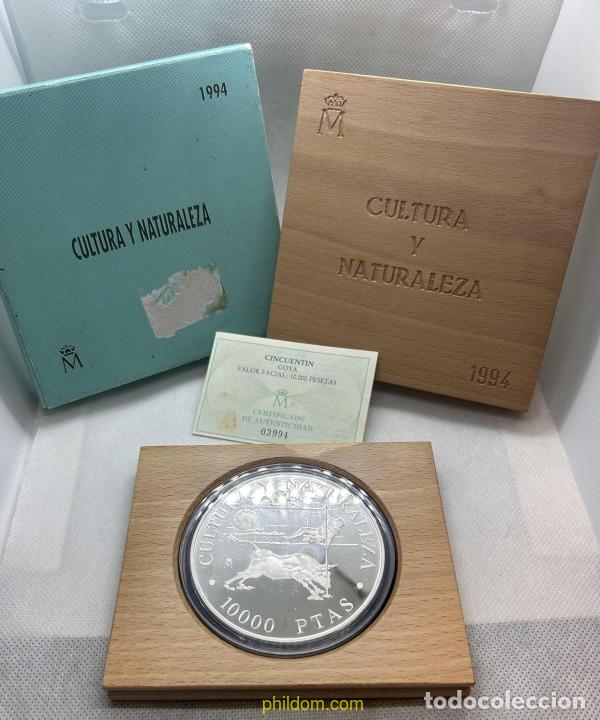 1994
CULTURA Y NATURALEZA
M
M
CULTURA
Y
NATURALEZA
1994
CINCUENTIN
GOYA
VALOR FACIAL: 10.000 PESETAS
M
CERTIFICADO
DE AUTENTICIDAD
03994
CULTURA Y NATURALEZA
M
10000 PTAS
phildom.com
todocoleccion